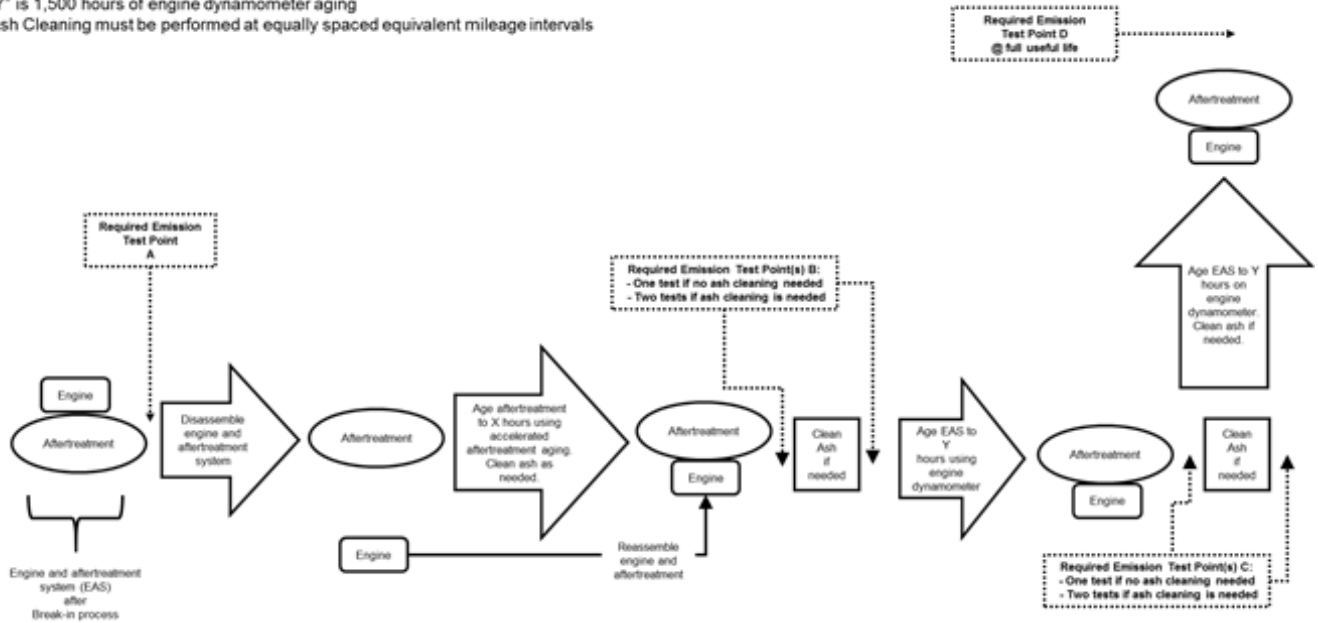 is 1,500 hours of engine dynamometer aging
sh Cleaning must be performed at equally spaced equivalent mileage intervals
Required Emission
Test Point D
@ full useful life
Aftertreatment
Engine
Age EAS to Y
hours on
engine
dynamometer.
Clean ash if
needed.
Required Emission
Test Point
A
Required Emission Test Point(s) B:
- One test if no ash cleaning needed
- Two tests if ash cleaning is needed
Engine
Aftertreatment
Disassemble
engine and
aftertreatment
system
Aftertreatment
Age aftertreatment
to X hours using
accelerated
aftertreatment aging.
Clean ash as
needed.
Aftertreatment
Engine
Clean
Ash
if
needed
Age EAS to
Y
hours using
engine
dynamometer
Aftertreatment
Engine
Clean
Ash
if
needed
Engine
Reassemble
engine and
aftertreatment
Engine and aftertreatment
system (EAS)
after
Break-in process
Required Emission Test Point(s) C:
- One test if no ash cleaning needed
- Two tests if ash cleaning is needed